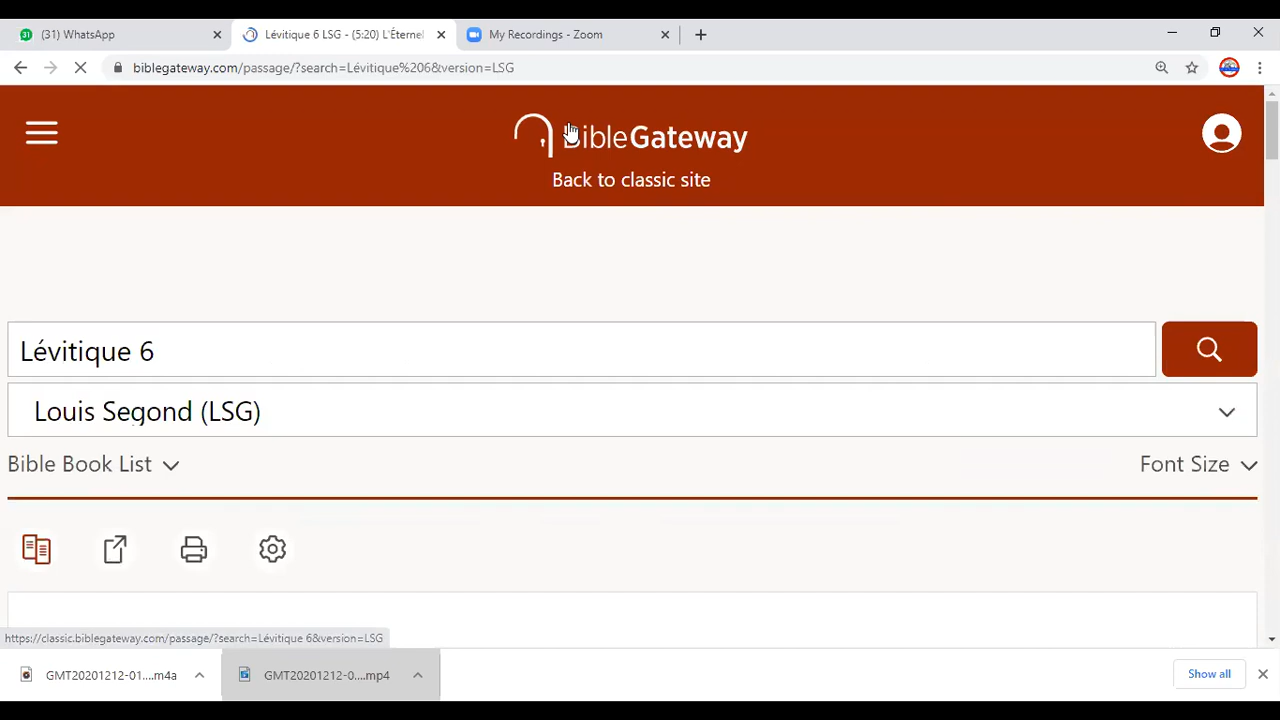 31 (31) WhatsApp
Lévitique 6 LSG - (5:20) L'Éternel
My Recordings - Zoom
biblegateway.com/passage/?search=Lévitique%206&version=LSG
BibleGateway
Back to classic site
Lévitique 6
Louis Segond (LSG)
Bible Book List
Font Size
https://classic.biblegateway.com/passage/?search=Lévitique 6&version=LSG
GMT20201212-01....m4a
GMT20201212-0....mp4
Show all